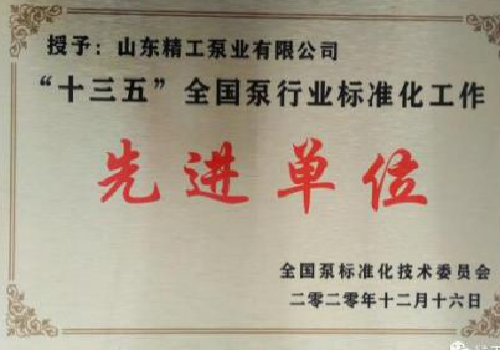 授予：山东精工泵业有限公司
“十三五”全国泵行业标准化工作
先进单位
全国泵标准化技术委员会
二零二零年十二月十六日